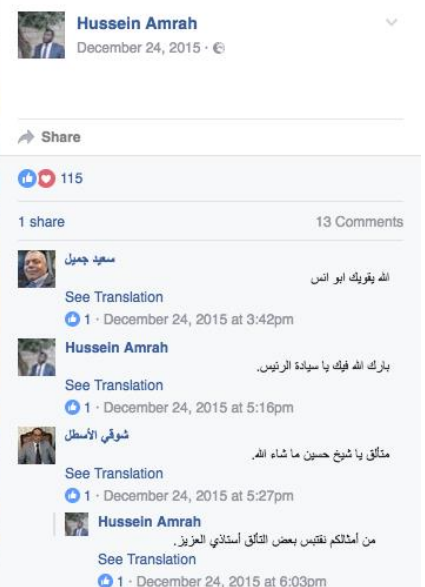 Hussein Amrah
December 24, 2015 ·
Share
115
1 share
13 Comments
سعيد جميل
الله يقويك ابو انس
See Translation
1 · December 24, 2015 at 3:42pm
Hussein Amrah
بارك الله فيك يا سيادة الرئيس.
See Translation
1 · December 24, 2015 at 5:16pm
شوقي الأسطل
متألق يا شيخ حسين ما شاء الله.
See Translation
1 · December 24, 2015 at 5:27pm
Hussein Amrah
من أمثالكم نقتبس بعض التألق أستاذي العزيز.
See Translation
1 · December 24, 2015 at 6:03pm